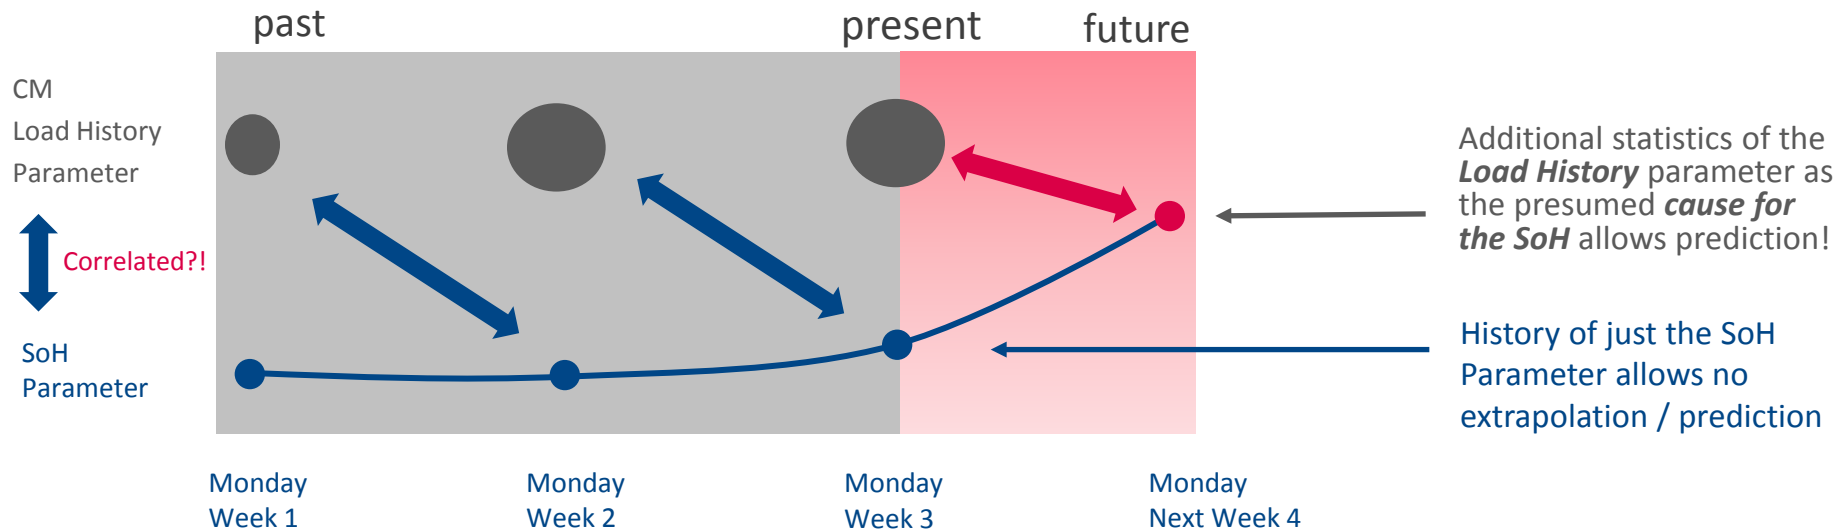 past
present
future
CM
Load History
Parameter
Correlated?!
SoH
Parameter
Additional statistics of the
Load History parameter as
the presumed cause for
the SoH allows prediction!
History of just the SoH
Parameter allows no
extrapolation / prediction
Monday
Week 1
Monday
Week 2
Monday
Week 3
Monday
Next Week 4